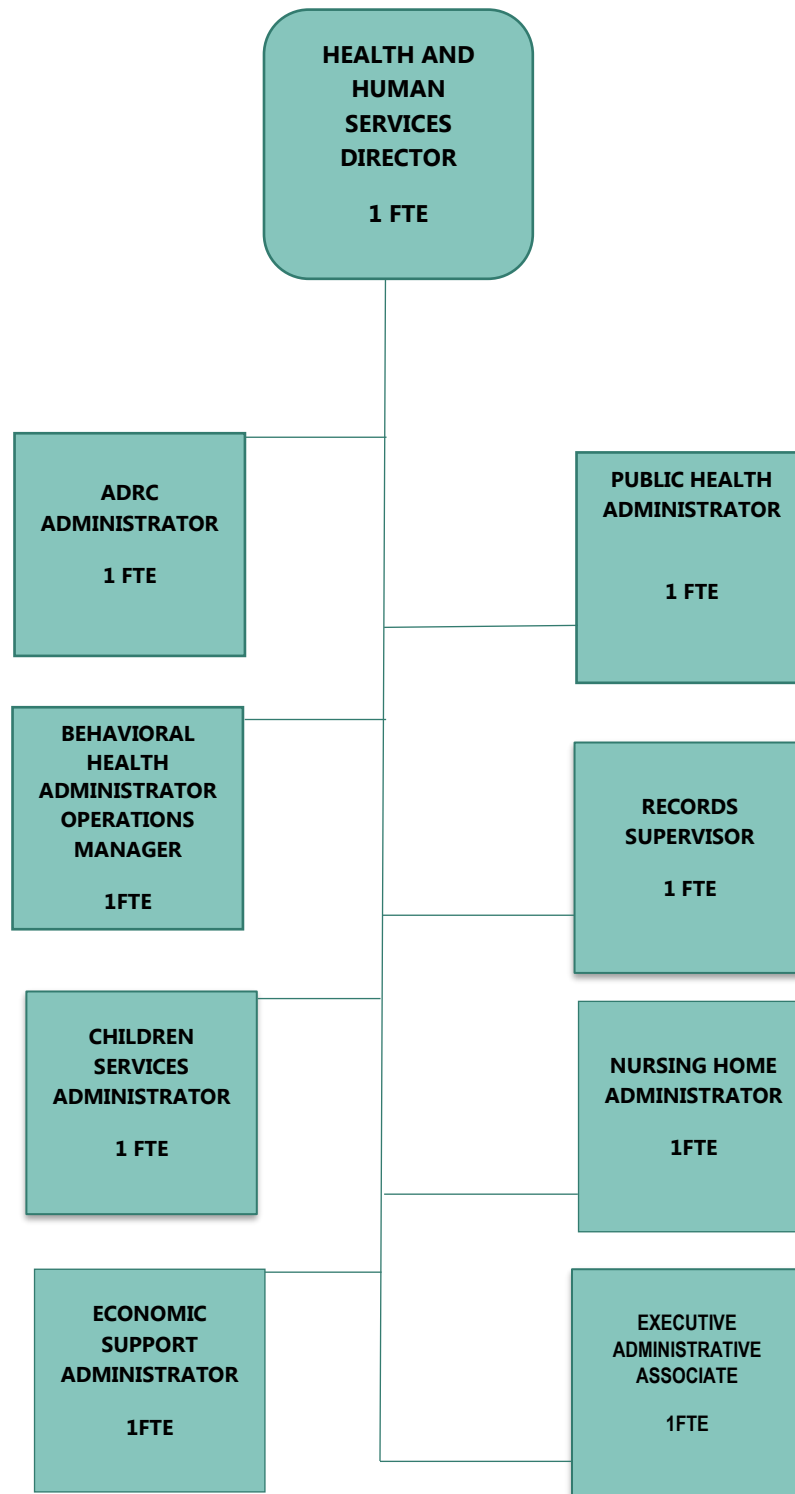 HEALTH AND
HUMAN
SERVICES
DIRECTOR
1 FTE
ADRC
ADMINISTRATOR
1 FTE
PUBLIC HEALTH
ADMINISTRATOR
1 FTE
BEHAVIORAL
HEALTH
ADMINISTRATOR
OPERATIONS
MANAGER
1FTE
RECORDS
SUPERVISOR
1 FTE
CHILDREN
SERVICES
ADMINISTRATOR
1 FTE
NURSING HOME
ADMINISTRATOR
1FTE
ECONOMIC
SUPPORT
ADMINISTRATOR
1FTE
EXECUTIVE
ADMINISTRATIVE
ASSOCIATE
1FTE